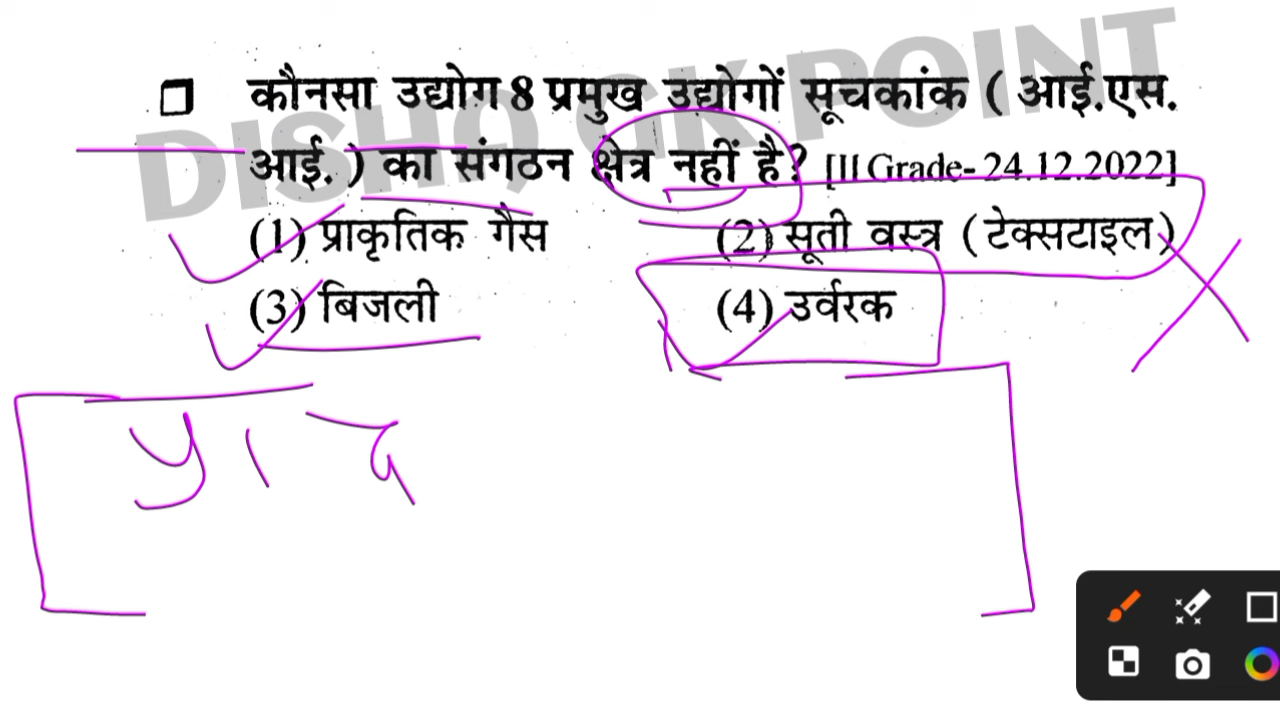 DISHQ GK POINT
कौनसा उद्योग 8 प्रमुख उद्योगों सूचकांक ( आई.एस.
आई. ) का संगठन क्षेत्र नहीं है? [II Grade- 24.12.2022]
(1) प्राकृतिक गैस (2) सूती वस्त्र (टेक्सटाइल)
(3) बिजली (4) उर्वरक